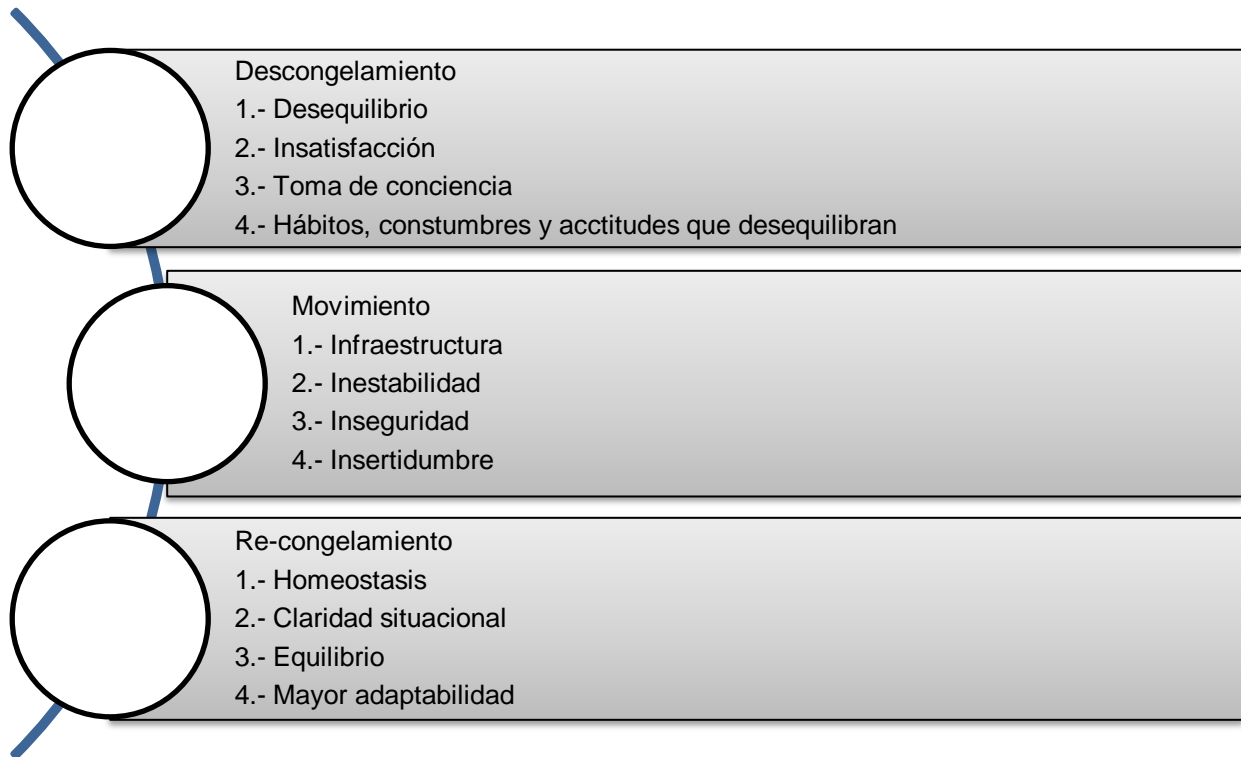 Descongelamiento
1.- Desequilibrio
2.- Insatisfacción
3.- Toma de conciencia
4.- Hábitos, constumbres y acctitudes que desequilibran
Movimiento
1.- Infraestructura
2.- Inestabilidad
3.- Inseguridad
4.- Insertidumbre
Re-congelamiento
1.- Homeostasis
2.- Claridad situacional
3.- Equilibrio
4.- Mayor adaptabilidad